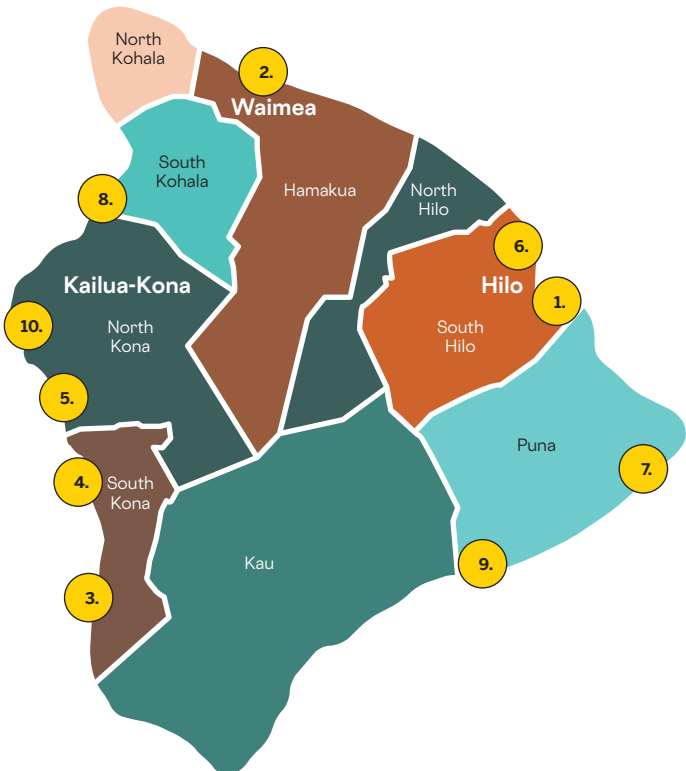 North
Kohala
2.
Waimea
South
Kohala
Hamakua
North
Hilo
8.
6.
Kailua-Kona
Hilo
1.
10.
North
Kona
South
Hilo
5.
Puna
4.
South
Kona
7.
Kau
9.
3.